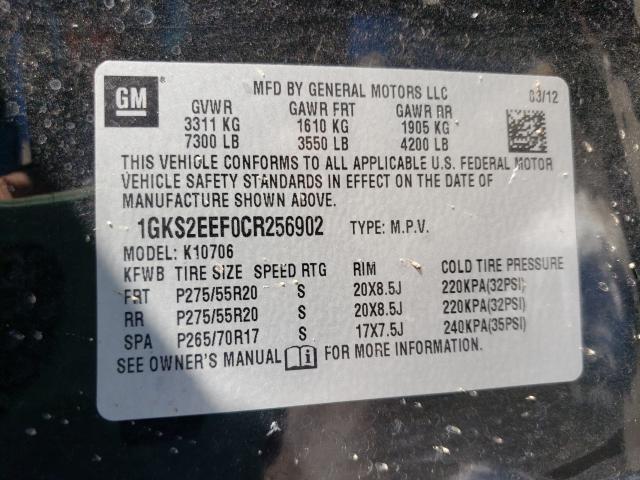 GM ®
MFD BY GENERAL MOTORS LLC 03/12
GVWR GAWR FRT GAWR RR
3311 KG 1610 KG 1905 KG
7300 LB 3550 LB 4200 LB
THIS VEHICLE CONFORMS TO ALL APPLICABLE U.S. FEDERAL MOTOR
VEHICLE SAFETY STANDARDS IN EFFECT ON THE DATE OF
MANUFACTURE SHOWN ABOVE.
1GKS2EEF0CR256902 TYPE: M.P.V.
MODEL: K10706
KFWB TIRE SIZE SPEED RTG RIM COLD TIRE PRESSURE
FRT P275/55R20 S 20X8.5J 220KPA(32PSI)
RR P275/55R20 S 20X8.5J 220KPA(32PSI)
SPA P265/70R17 S 17X7.5J 240KPA(35PSI)
SEE OWNER'S MANUAL FOR MORE INFORMATION.